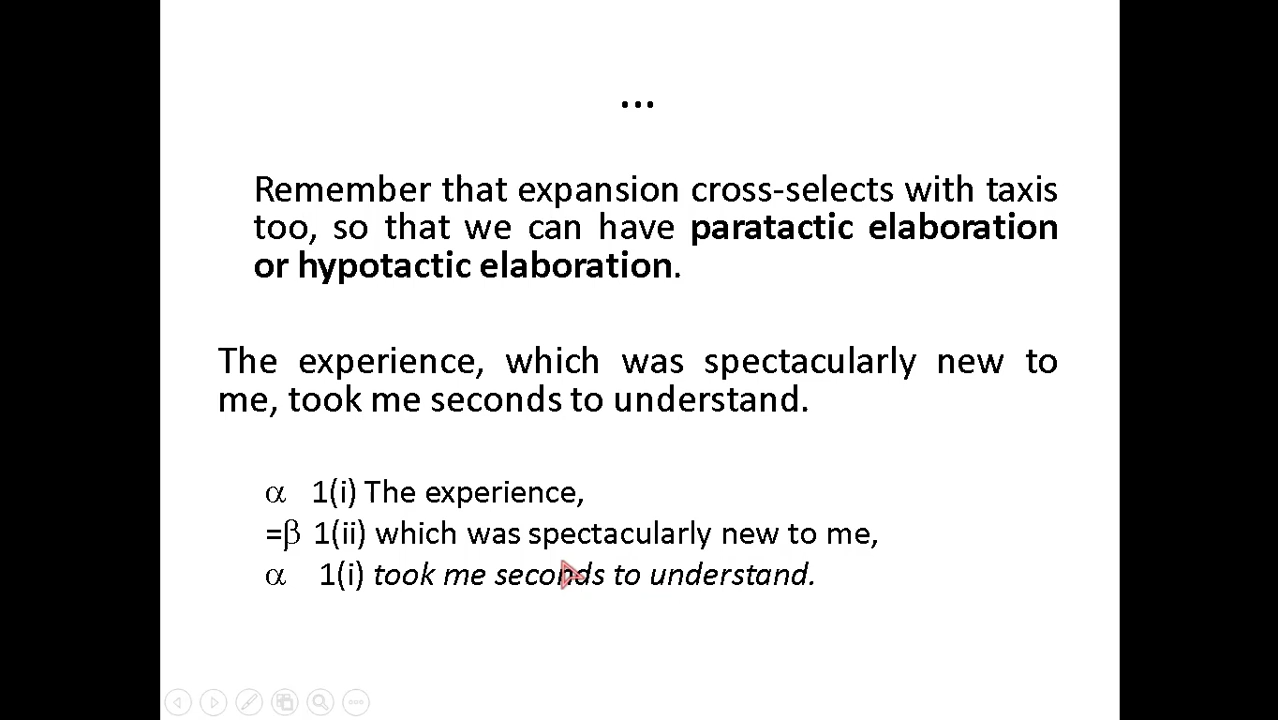 ...
Remember that expansion cross-selects with taxis
too, so that we can have paratactic elaboration
or hypotactic elaboration.
The experience, which was spectacularly new to
me, took me seconds to understand.
α 1(i) The experience,
=β 1(ii) which was spectacularly new to me,
α 1(i) took me seconds to understand.